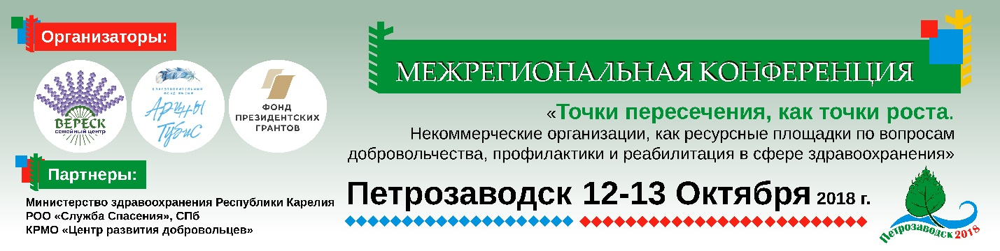 Организаторы:
ВЕРЕСК
СЕМЕЙНЫЙ ЦЕНТР
БЛАГОТВОРИТЕЛЬНЫЙ
ФОНД ИМЕНИ
АРИНЫ
ТУБИС
ФОНД
ПРЕЗИДЕНТСКИХ
ГРАНТОВ
Партнеры:
Министерство здравоохранения Республики Карелия
РОО «Служба Спасения», СПб
КРМО «Центр развития добровольцев»
МЕЖРЕГИОНАЛЬНАЯ КОНФЕРЕНЦИЯ
«Точки пересечения, как точки роста.
Некоммерческие организации, как ресурсные площадки по вопросам
добровольчества, профилактики и реабилитация в сфере здравоохранения»
Петрозаводск 12-13 Октября 2018 г.
Петрозаводск 2018